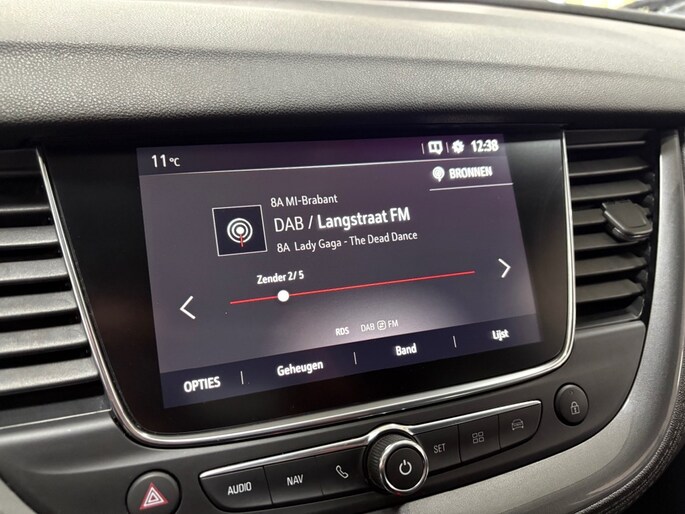 11°C 12:38
BRONNEN
8A MI-Brabant
DAB / Langstraat FM
8A Lady Gaga - The Dead Dance
Zender 2/ 5
RDS DAB FM
OPTIES Geheugen Band Lijst
AUDIO NAV SET